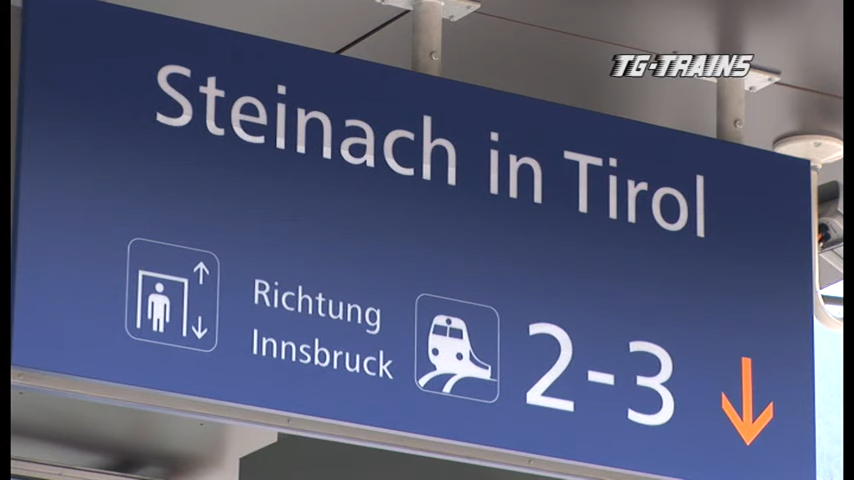 TG-TRAINS
Steinach in Tirol
Richtung
Innsbruck
2-3